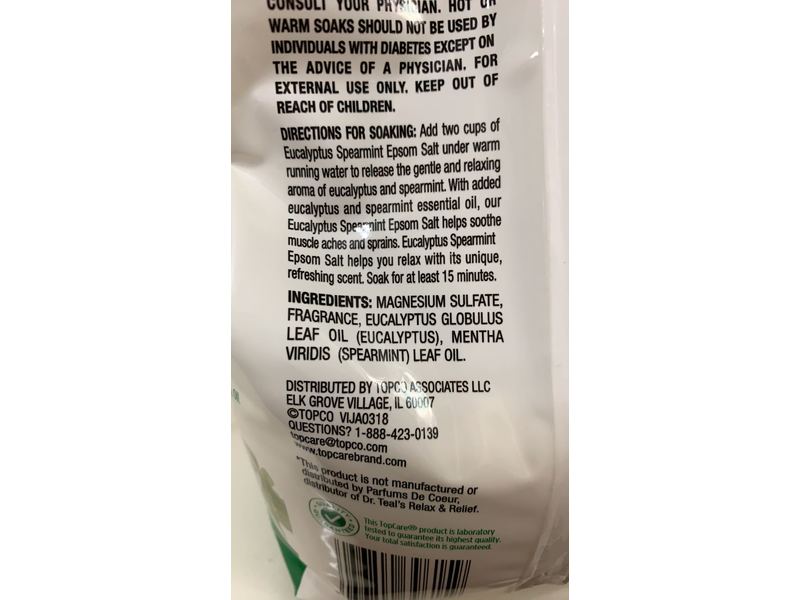 CONSULT YOUR PHYSICIAN. HOT OR
WARM SOAKS SHOULD NOT BE USED BY
INDIVIDUALS WITH DIABETES EXCEPT ON
THE ADVICE OF A PHYSICIAN. FOR
EXTERNAL USE ONLY. KEEP OUT OF
REACH OF CHILDREN.
DIRECTIONS FOR SOAKING: Add two cups of
Eucalyptus Spearmint Epsom Salt under warm
running water to release the gentle and relaxing
aroma of eucalyptus and spearmint. With added
eucalyptus and spearmint essential oil, our
Eucalyptus Spearmint Epsom Salt helps soothe
muscle aches and sprains. Eucalyptus Spearmint
Epsom Salt helps you relax with its unique,
refreshing scent. Soak for at least 15 minutes.
INGREDIENTS: MAGNESIUM SULFATE,
FRAGRANCE, EUCALYPTUS GLOBULUS
LEAF OIL (EUCALYPTUS), MENTHA
VIRIDIS (SPEARMINT) LEAF OIL.
DISTRIBUTED BY TOPCO ASSOCIATES LLC
ELK GROVE VILLAGE, IL 60007
©TOPCO VIJA0318
QUESTIONS? 1-888-423-0139
topcare@topco.com
www.topcarebrand.com
*This product is not manufactured or
distributed by Parfums De Coeur,
distributor of Dr. Teal's Relax & Relief.
This TopCare® product is laboratory
tested to guarantee its highest quality.
Your total satisfaction is guaranteed.